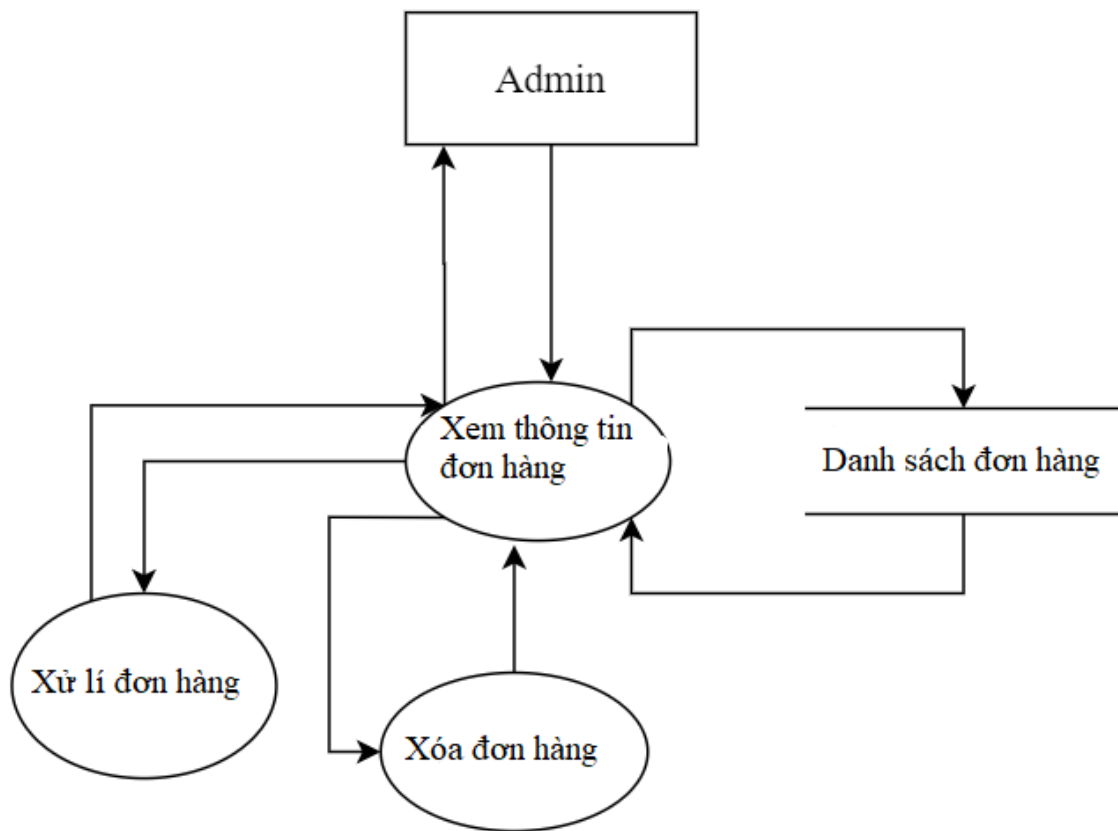 Admin
Xem thông tin
đơn hàng
Danh sách đơn hàng
Xử lí đơn hàng
Xóa đơn hàng